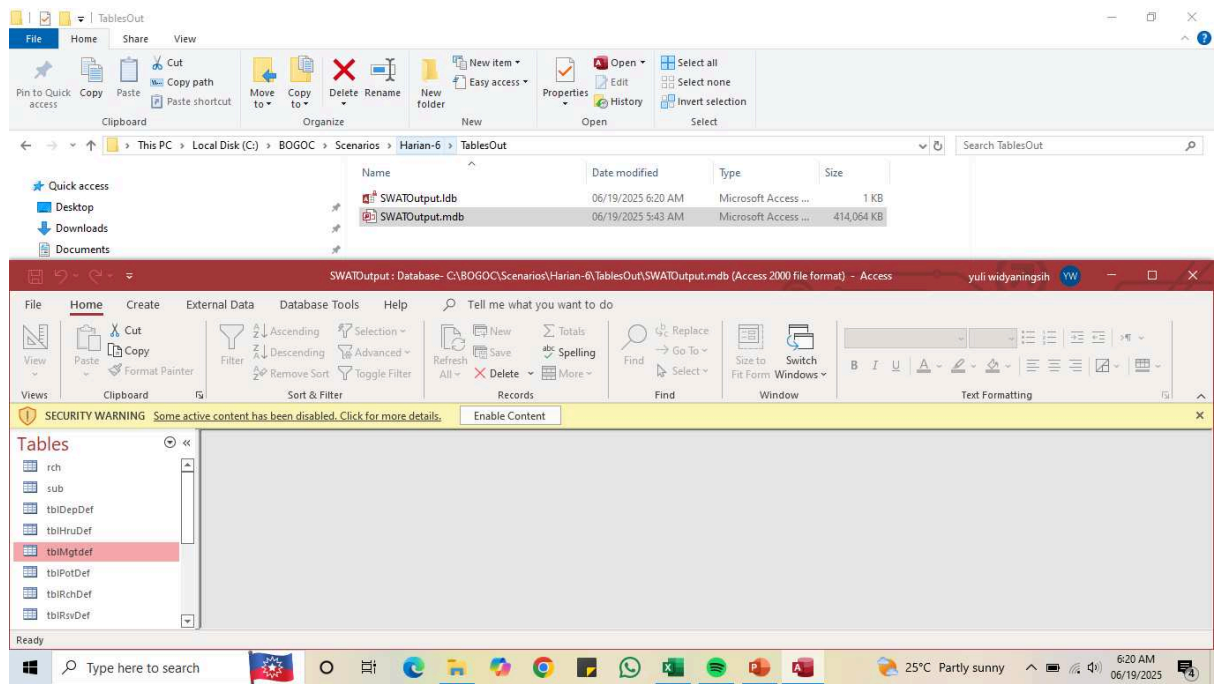 TablesOut
File Home Share View
Pin to Quick access
Copy
Paste
Cut
Copy path
Paste shortcut
Clipboard
Move to
Copy to
Delete
Rename
Organize
New folder
New item
Easy access
New
Properties
Open
Edit
History
Open
Select all
Select none
Invert selection
Select
This PC > Local Disk (C:) > BOGOC > Scenarios > Harian-6 > TablesOut
Search TablesOut
Quick access
Desktop
Downloads
Documents
Name Date modified Type Size
SWATOutput.ldb 06/19/2025 6:20 AM Microsoft Access ... 1 KB
SWATOutput.mdb 06/19/2025 5:43 AM Microsoft Access ... 414,064 KB
SWATOutput : Database- C:\BOGOC\Scenarios\Harian-6\TablesOut\SWATOutput.mdb (Access 2000 file format) - Access
yuli widyaningsih YW
File Home Create External Data Database Tools Help Tell me what you want to do
View
Views
Paste
Cut
Copy
Format Painter
Clipboard
Filter
Ascending
Descending
Remove Sort
Selection
Advanced
Toggle Filter
Sort & Filter
Refresh All
New
Save
Delete
Totals
Spelling
More
Records
Find
Replace
Go To
Select
Find
Size to Fit Form
Switch Windows
Window
B I U A
Text Formatting
SECURITY WARNING Some active content has been disabled. Click for more details. Enable Content
Tables
rch
sub
tblDepDef
tblHruDef
tblMgtdef
tblPotDef
tblRchDef
tblRsvDef
Ready
Type here to search
25°C Partly sunny
6:20 AM
06/19/2025
4